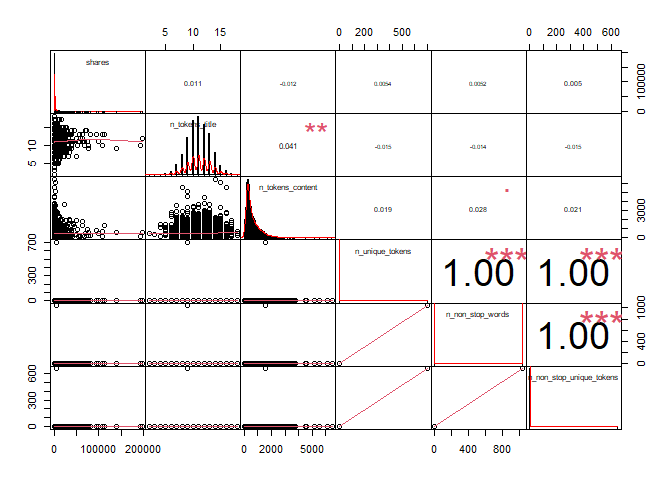 5 10 15 0 200 500 0 200 400 600
shares 0.011 -0.012 0.0054 0.0052 0.005 0 100000
5 10 n_tokens_title ** 0.041 -0.015 -0.014 -0.015
n_tokens_content 0.019 . 0.028 0.021 0 3000
0 300 700 n_unique_tokens *** 1.00 *** 1.00
n_non_stop_words *** 1.00 0 400 1000
0 300 600 n_non_stop_unique_tokens
0 100000 200000 0 2000 5000 0 400 800